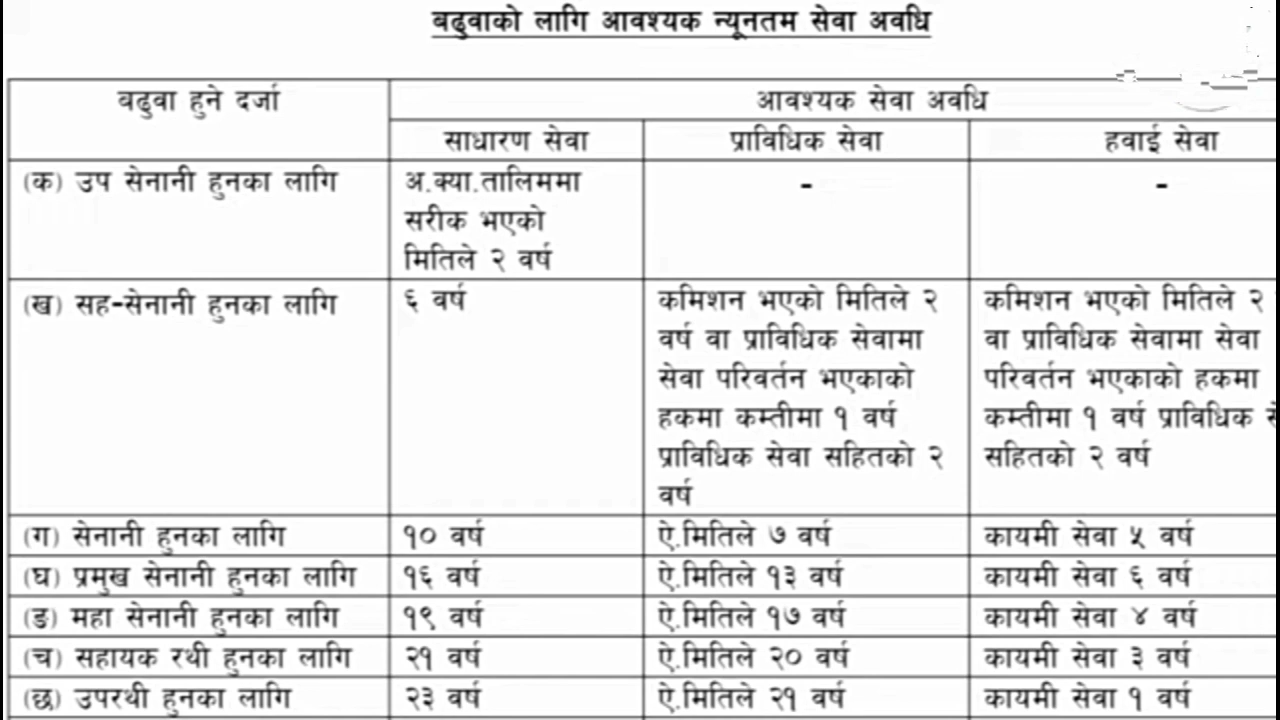 बढुवाको लागि आवश्यक न्यूनतम सेवा अवधि
बढुवा हुने दर्जा
आवश्यक सेवा अवधि
साधारण सेवा
प्राविधिक सेवा
हवाई सेवा
(क) उप सेनानी हुनका लागि
अ.क्या.तालिममा
सरीक भएको
मितिले २ वर्ष
-
-
(ख) सह-सेनानी हुनका लागि
६ वर्ष
कमिशन भएको मितिले २
वर्ष वा प्राविधिक सेवामा
सेवा परिवर्तन भएकाको
हकमा कम्तीमा १ वर्ष
प्राविधिक सेवा सहितको २
वर्ष
कमिशन भएको मितिले २
वा प्राविधिक सेवामा सेवा
परिवर्तन भएकाको हकमा
कम्तीमा १ वर्ष प्राविधिक
सहितको २ वर्ष
(ग) सेनानी हुनका लागि
१० वर्ष
ऐ.मितिले ७ वर्ष
कायमी सेवा ५ वर्ष
(घ) प्रमुख सेनानी हुनका लागि
१६ वर्ष
ऐ.मितिले १३ वर्ष
कायमी सेवा ६ वर्ष
(ङ) महा सेनानी हुनका लागि
१९ वर्ष
ऐ.मितिले १७ वर्ष
कायमी सेवा ४ वर्ष
(च) सहायक रथी हुनका लागि
२१ वर्ष
ऐ.मितिले २० वर्ष
कायमी सेवा ३ वर्ष
(छ) उपरथी हुनका लागि
२३ वर्ष
ऐ.मितिले २१ वर्ष
कायमी सेवा १ वर्ष